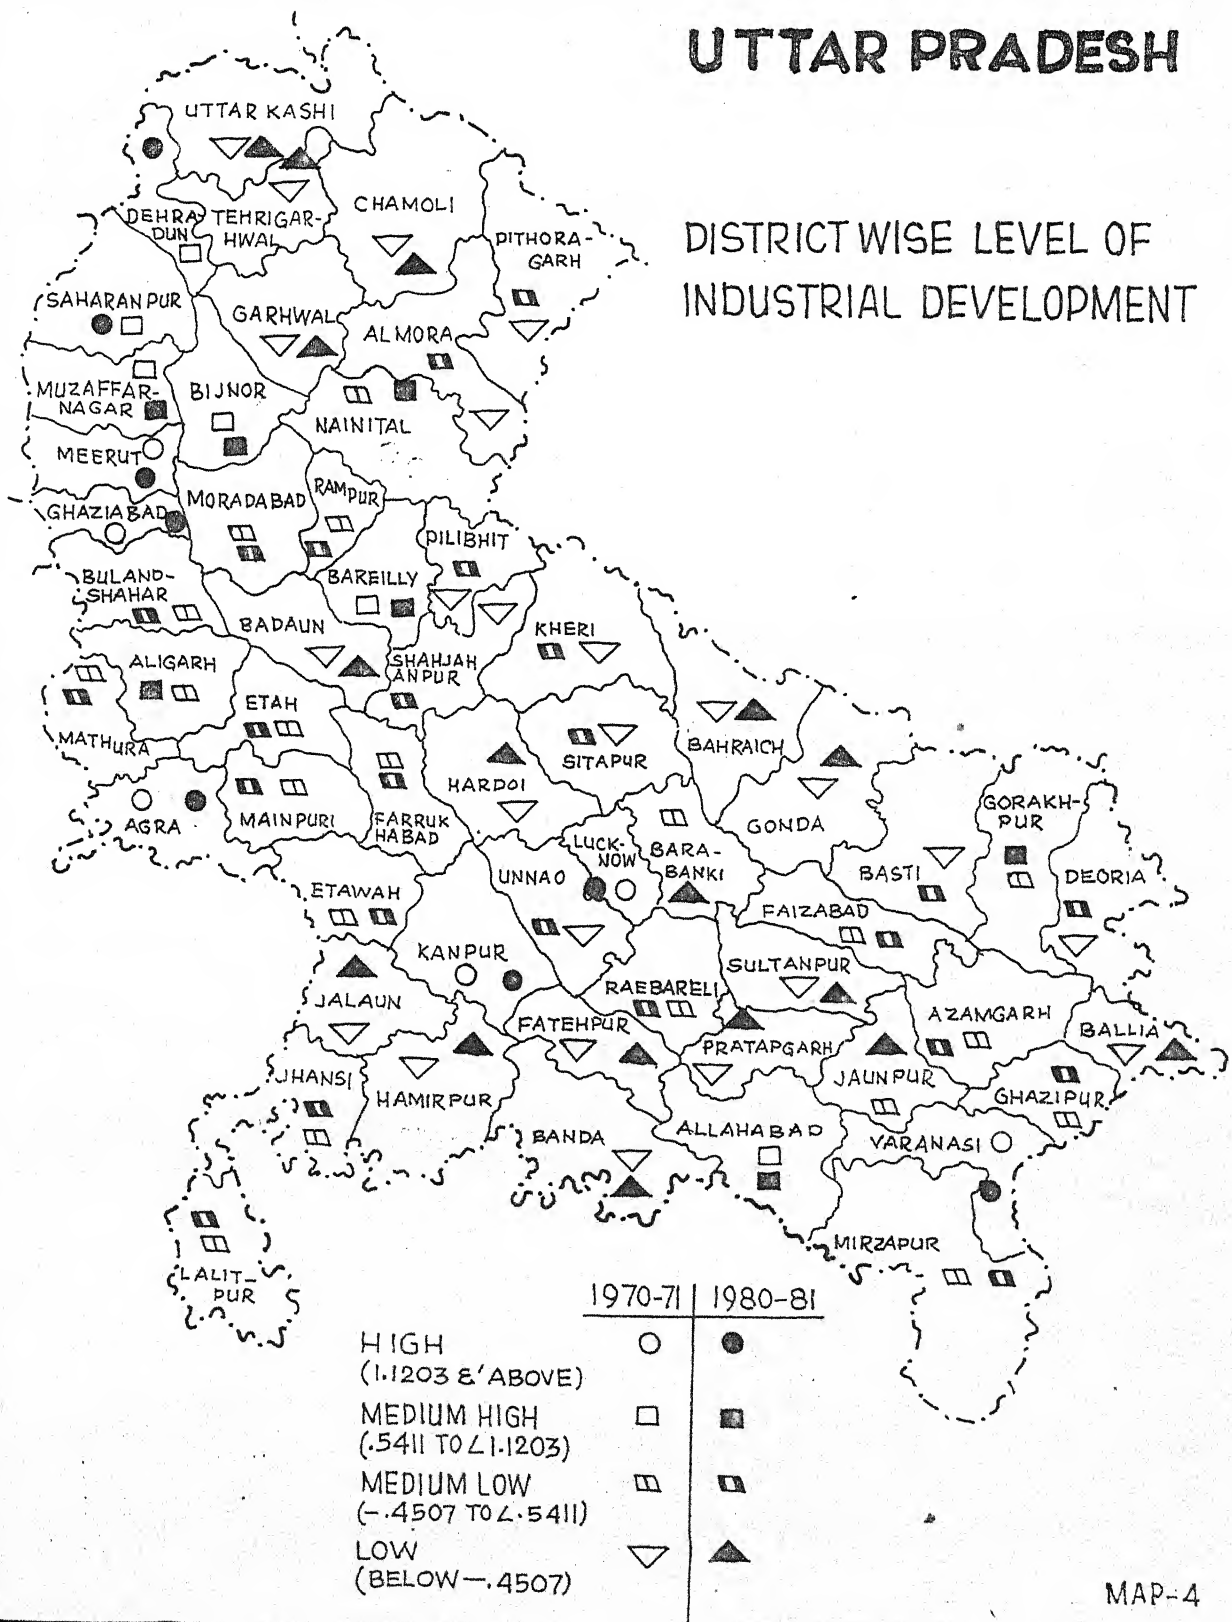 UTTAR PRADESH
DISTRICT WISE LEVEL OF
INDUSTRIAL DEVELOPMENT
UTTAR KASHI
CHAMOLI
DEHRA-
DUN
TEHRIGAR-
HWAL
PITHORA-
GARH
SAHARANPUR
GARHWAL
ALMORA
MUZAFFAR-
NAGAR
BIJNOR
NAINITAL
MEERUT
GHAZIABAD
MORADABAD
RAMPUR
PILIBHIT
BULAND-
SHAHAR
BAREILLY
BADAUN
KHERI
ALIGARH
SHAHJAH
ANPUR
ETAH
MATHURA
BAHRAICH
SITAPUR
HARDOI
AGRA
MAINPURI
FARRUK
HABAD
GONDA
GORAKH-
PUR
LUCK-
NOW
BARA-
BANKI
UNNAO
BASTI
DEORIA
ETAWAH
FAIZABAD
KANPUR
SULTANPUR
RAEBARELI
JALAUN
FATEHPUR
AZAMGARH
BALLIA
PRATAPGARH
JHANSI
HAMIRPUR
JAUNPUR
GHAZIPUR
BANDA
ALLAHABAD
VARANASI
MIRZAPUR
LALIT-
PUR
1970-71 1980-81
HIGH
(1.1203 & ABOVE)
MEDIUM HIGH
(.5411 TO ∠1.1203)
MEDIUM LOW
(-.4507 TO ∠.5411)
LOW
(BELOW -.4507)
MAP-4